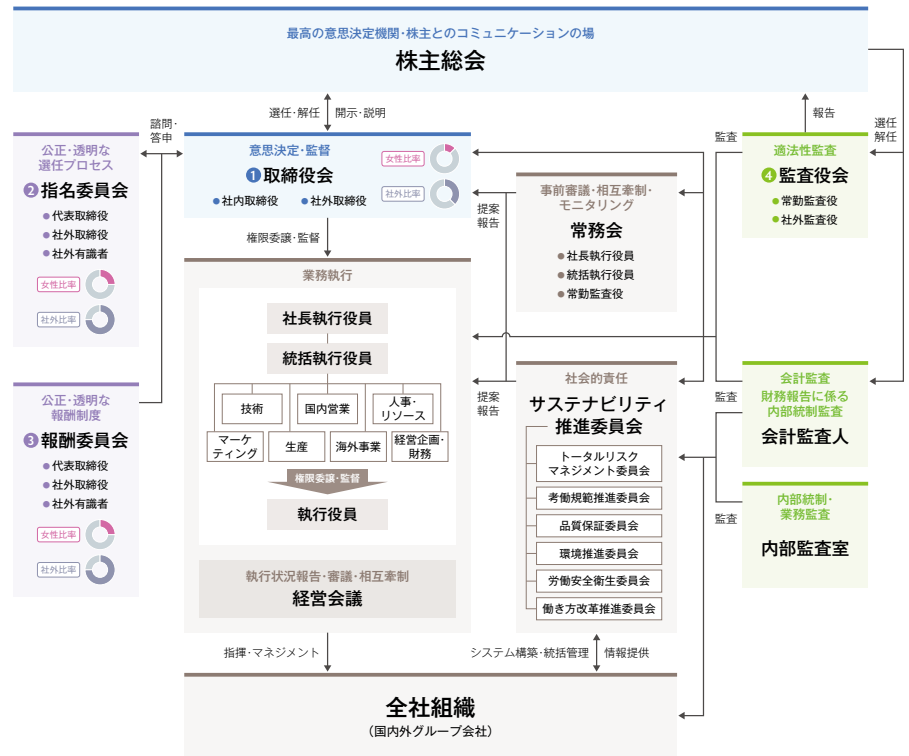 最高の意思決定機関・株主とのコミュニケーションの場
株主総会
選任・解任
開示・説明
報告
選任
解任
諮問・
答申
監査
公正・透明な
選任プロセス
❷指名委員会
●代表取締役
●社外取締役
●社外有識者
女性比率
社外比率
意思決定・監督
❶取締役会
●社内取締役
●社外取締役
女性比率
社外比率
権限委譲・監督
提案
報告
事前審議・相互牽制・
モニタリング
常務会
●社長執行役員
●統括執行役員
●常勤監査役
適法性監査
❹監査役会
●常勤監査役
●社外監査役
業務執行
社長執行役員
統括執行役員
技術
国内営業
人事・
リソース
マーケ
ティング
生産
海外事業
経営企画・
財務
権限委譲・監督
執行役員
執行状況報告・審議・相互牽制
経営会議
公正・透明な
報酬制度
❸報酬委員会
●代表取締役
●社外取締役
●社外有識者
女性比率
社外比率
提案
報告
社会的責任
サステナビリティ
推進委員会
トータルリスク
マネジメント委員会
考働規範推進委員会
品質保証委員会
環境推進委員会
労働安全衛生委員会
働き方改革推進委員会
監査
会計監査
財務報告に係る
内部統制監査
会計監査人
監査
内部統制・
業務監査
内部監査室
指揮・マネジメント
システム構築・統括管理
情報提供
全社組織
（国内外グループ会社）